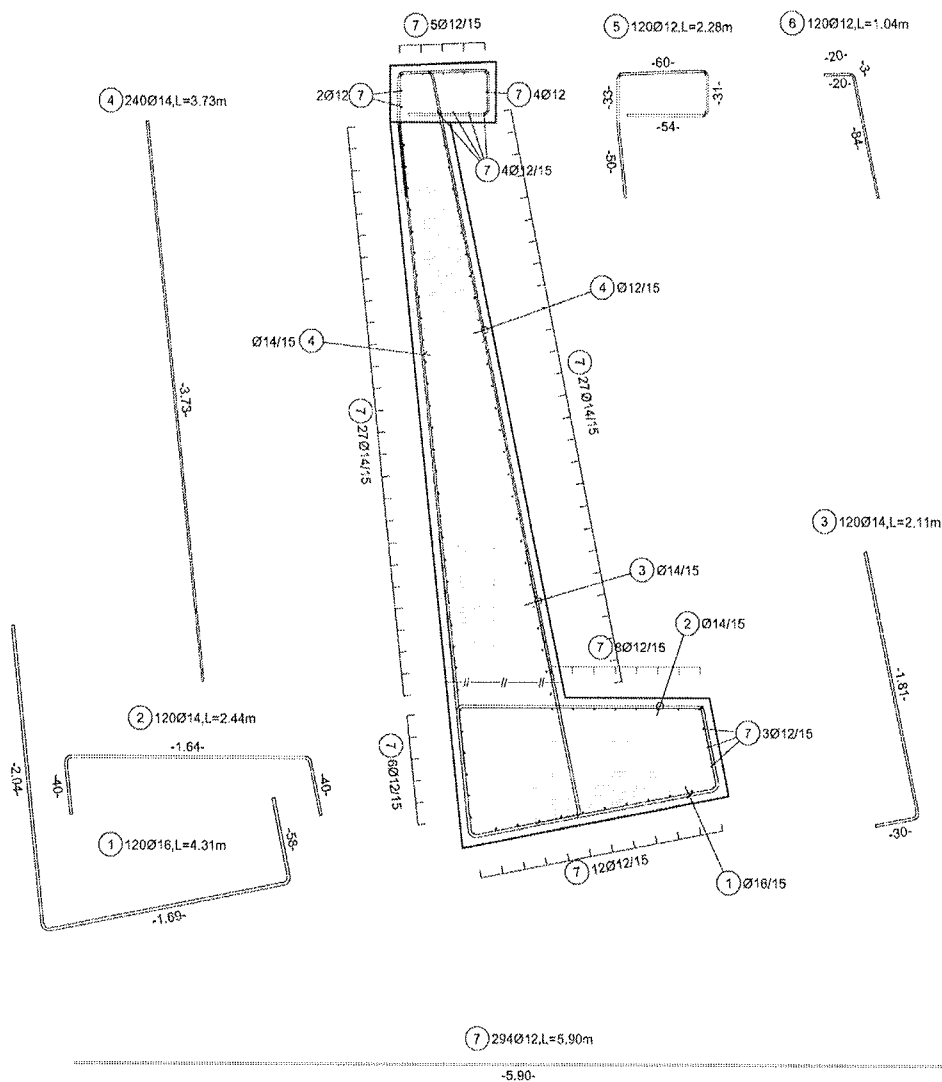 7 5Ø12/15
5 120Ø12,L=2.28m
6 120Ø12,L=1.04m
-60-
-33-
-31-
-54-
-50-
-20-
-3-
-20-
-84-
4 240Ø14,L=3.73m
2Ø12 7
7 4Ø12
7 4Ø12/15
4 Ø12/15
Ø14/15 4
-3.73-
7 27Ø14/15
7 27Ø14/15
3 120Ø14,L=2.11m
3 Ø14/15
2 Ø14/15
7 8Ø12/15
-1.81-
-30-
2 120Ø14,L=2.44m
-1.64-
-40-
-40-
-2.04-
7 6Ø12/15
7 3Ø12/15
1 120Ø16,L=4.31m
-58-
-1.69-
7 12Ø12/15
1 Ø16/15
7 294Ø12,L=5.90m
-5.90-